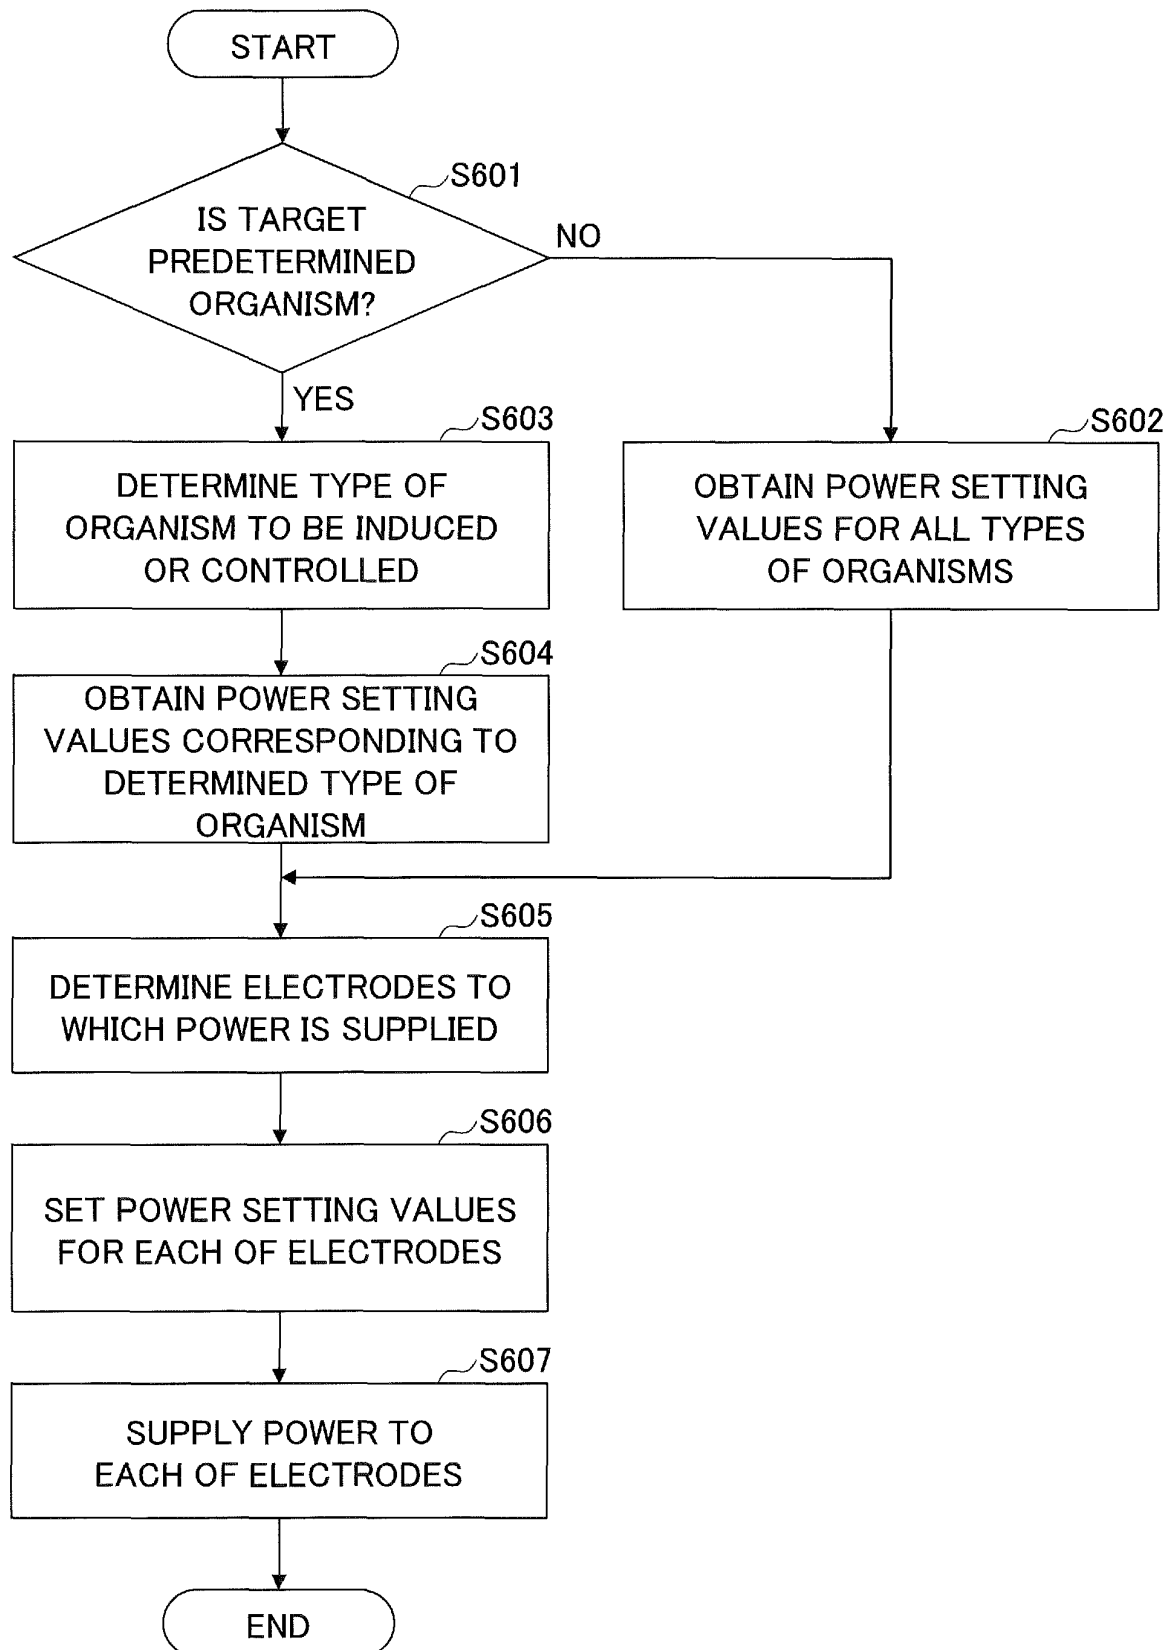 START
S601
IS TARGET
PREDETERMINED
ORGANISM?
NO
YES
S603
DETERMINE TYPE OF
ORGANISM TO BE INDUCED
OR CONTROLLED
S602
OBTAIN POWER SETTING
VALUES FOR ALL TYPES
OF ORGANISMS
S604
OBTAIN POWER SETTING
VALUES CORRESPONDING TO
DETERMINED TYPE OF
ORGANISM
S605
DETERMINE ELECTRODES TO
WHICH POWER IS SUPPLIED
S606
SET POWER SETTING VALUES
FOR EACH OF ELECTRODES
S607
SUPPLY POWER TO
EACH OF ELECTRODES
END